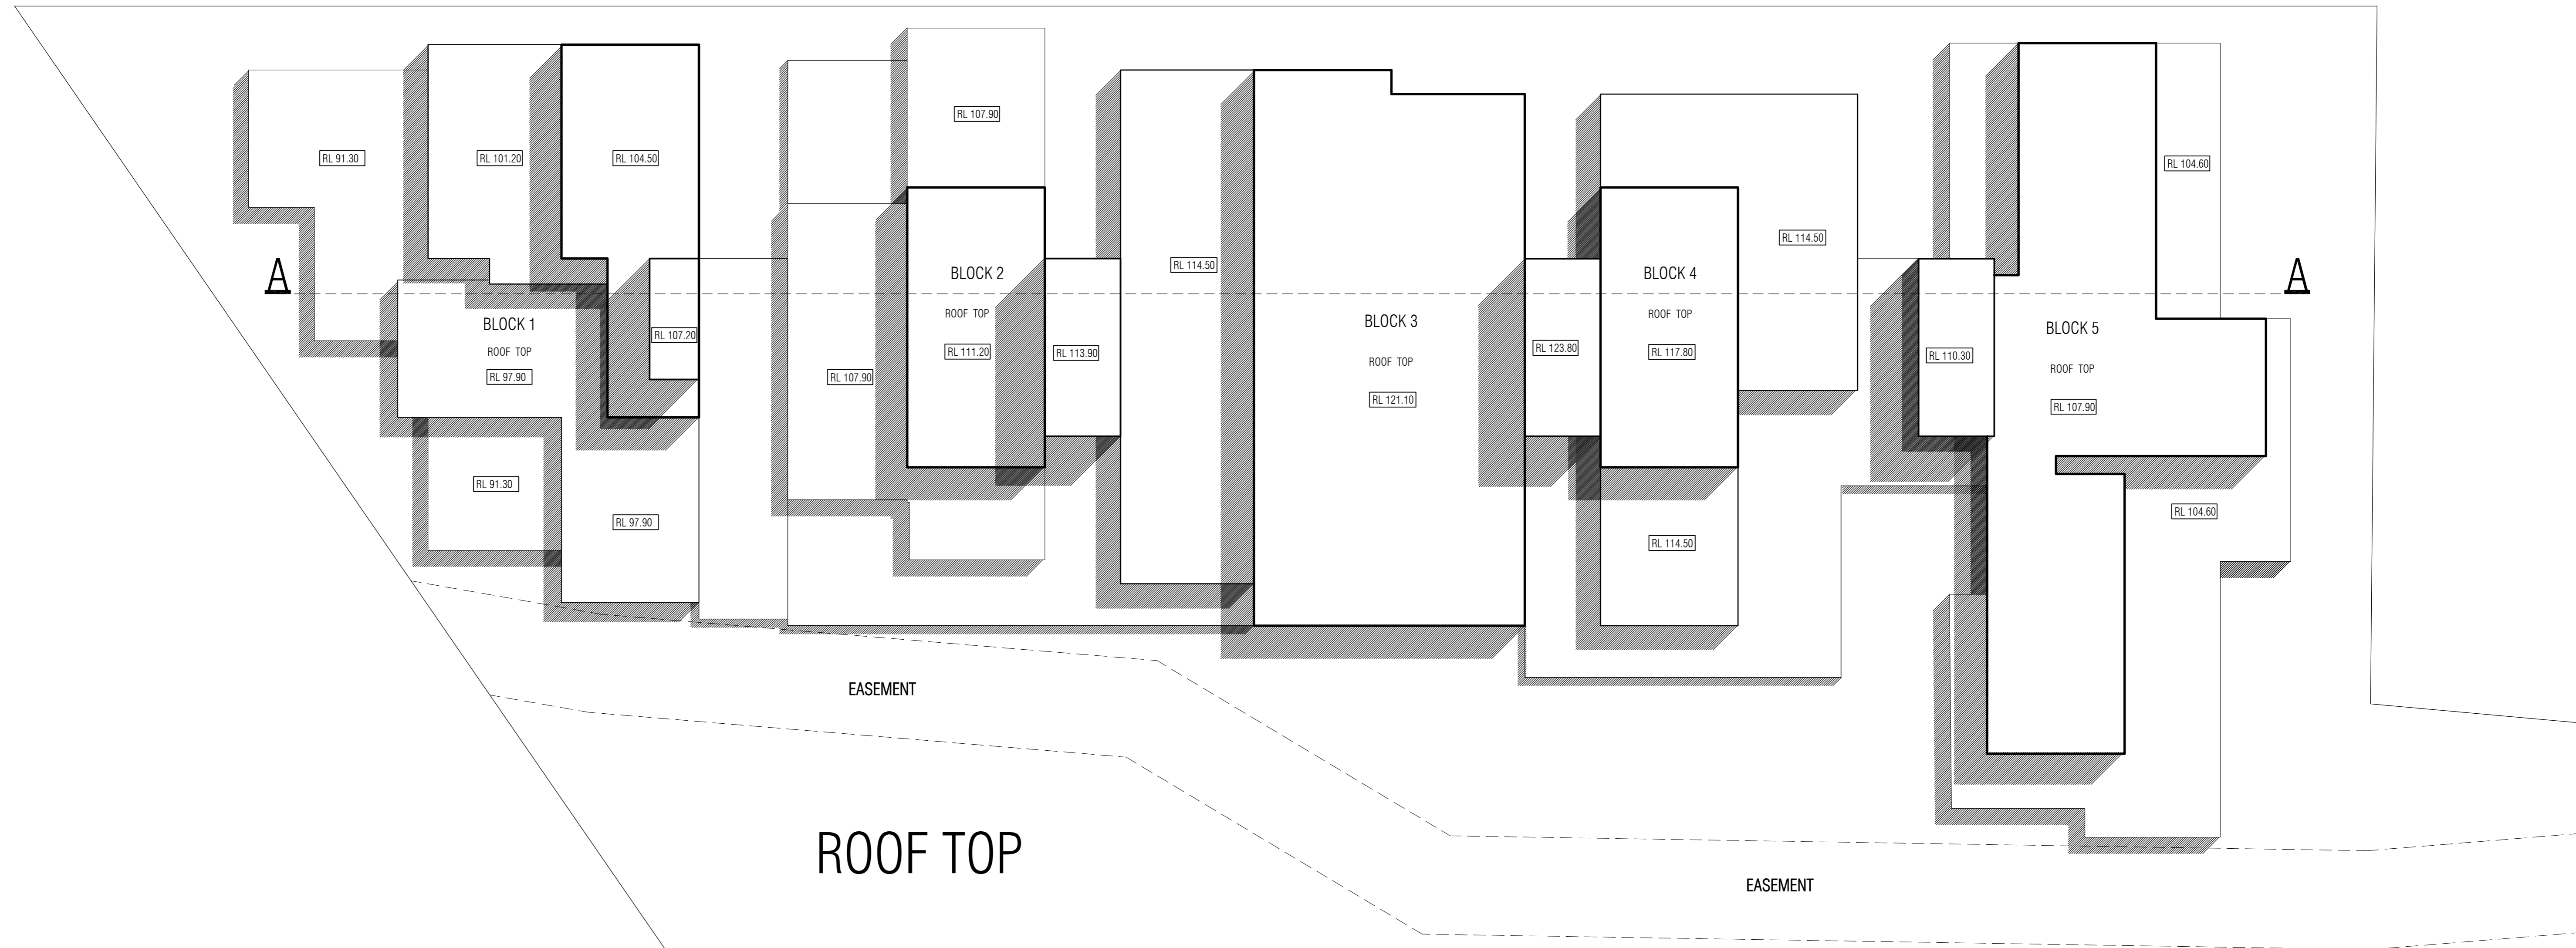 RL 107.90
RL 91.30
RL 101.20
RL 104.50
RL 104.60
RL 114.50
RL 114.50
A
A
BLOCK 1
ROOF TOP
RL 97.90
RL 107.20
BLOCK 2
ROOF TOP
RL 111.20
RL 107.90
RL 113.90
BLOCK 3
ROOF TOP
RL 121.10
RL 123.80
BLOCK 4
ROOF TOP
RL 117.80
RL 110.30
BLOCK 5
ROOF TOP
RL 107.90
RL 91.30
RL 97.90
RL 114.50
RL 104.60
EASEMENT
ROOF TOP
EASEMENT